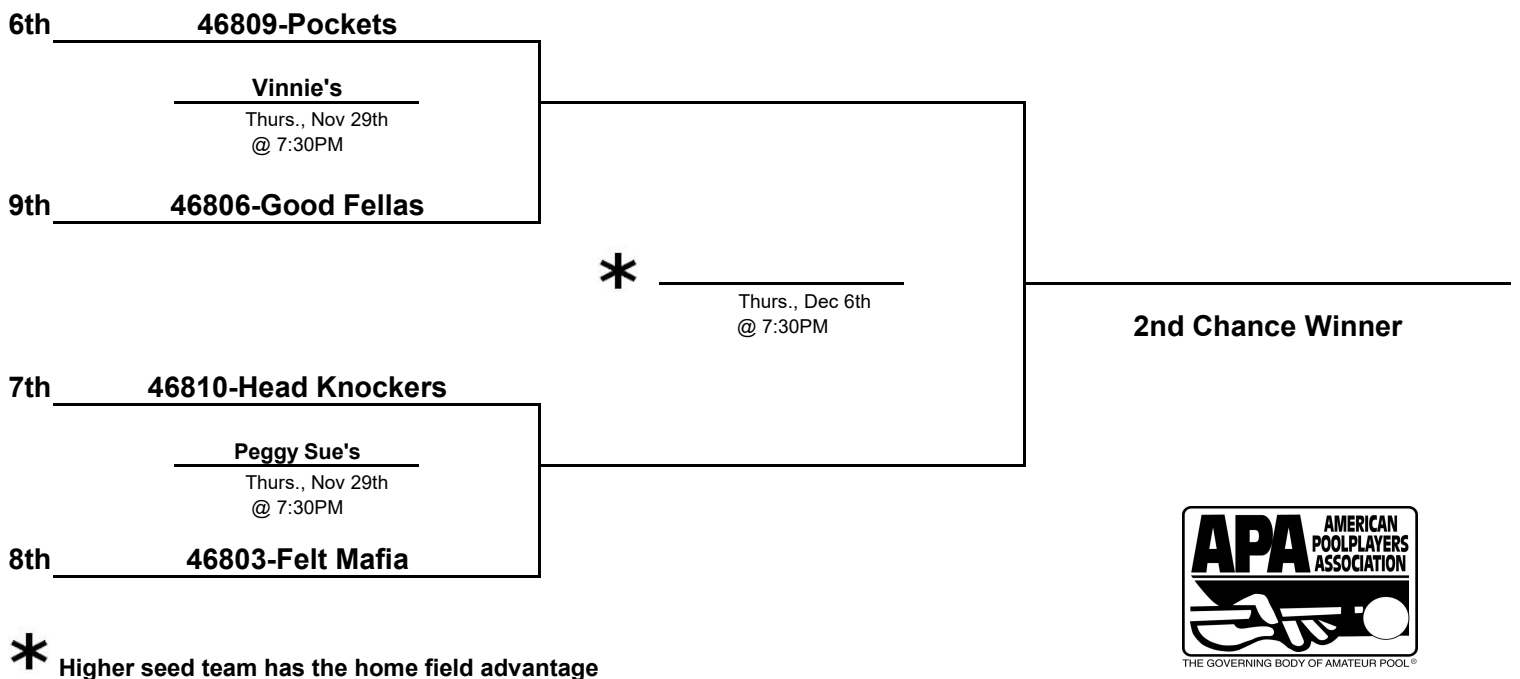 6th 46809-Pockets
Vinnie's
Thurs., Nov 29th
@ 7:30PM
9th 46806-Good Fellas
*
Thurs., Dec 6th
@ 7:30PM
2nd Chance Winner
7th 46810-Head Knockers
Peggy Sue's
Thurs., Nov 29th
@ 7:30PM
8th 46803-Felt Mafia
* Higher seed team has the home field advantage
APA
AMERICAN
POOLPLAYERS
ASSOCIATION
THE GOVERNING BODY OF AMATEUR POOL®